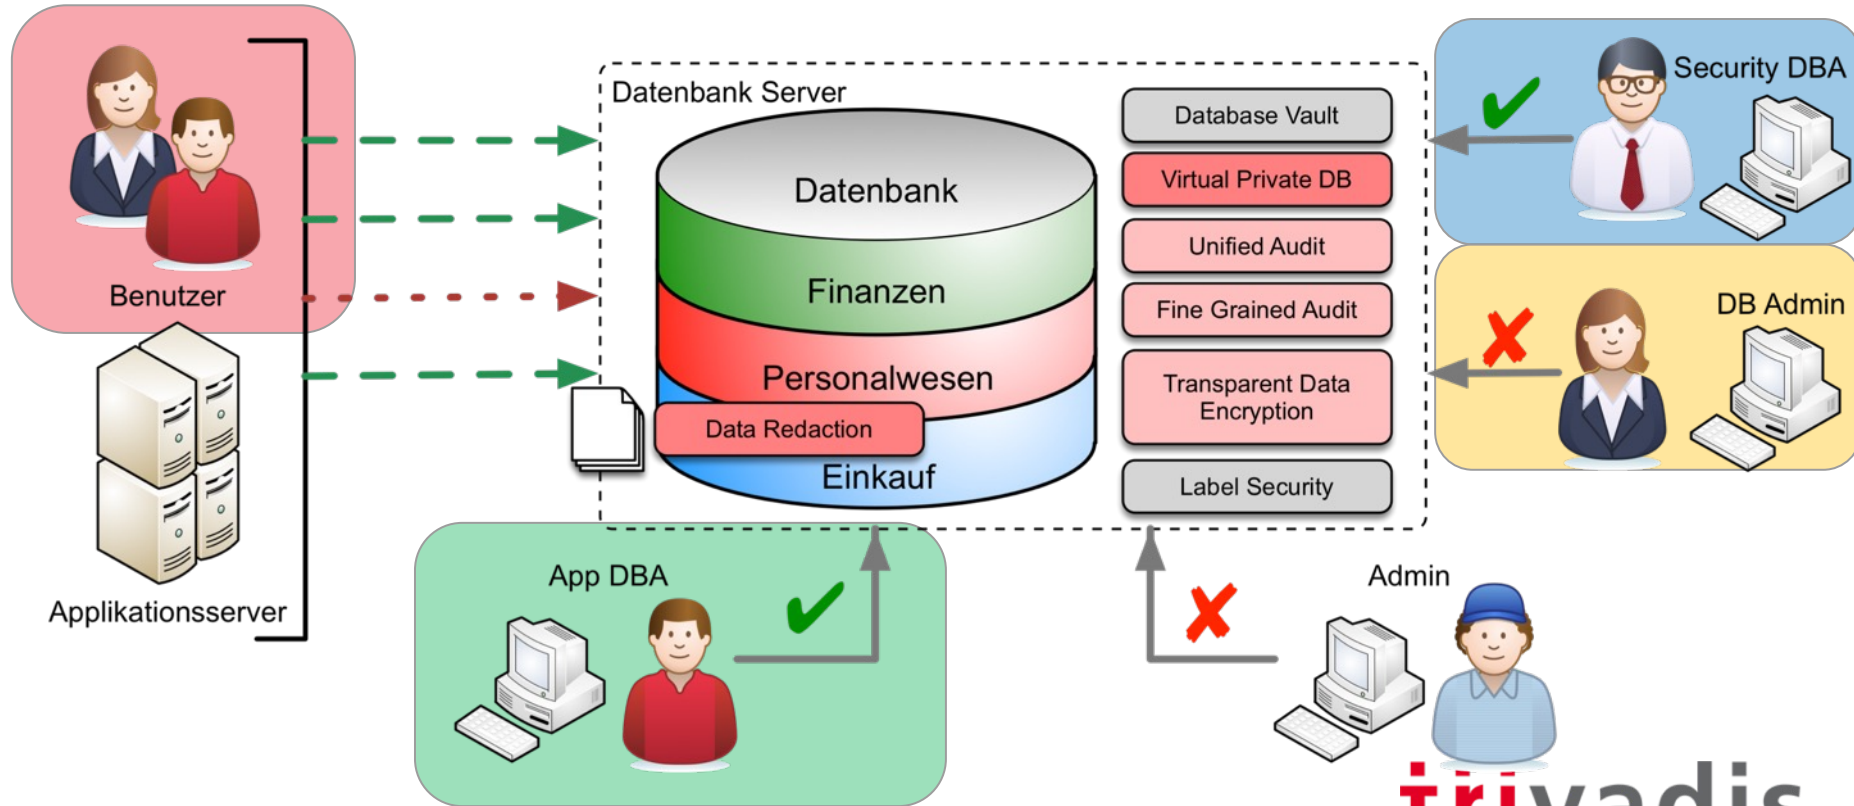 Security DBA
Datenbank Server
Database Vault
Datenbank
Virtual Private DB
Unified Audit
Finanzen
Benutzer
Fine Grained Audit
DB Admin
Personalwesen
Transparent Data
Encryption
Data Redaction
Einkauf
Label Security
App DBA
Admin
Applikationsserver
trivadis